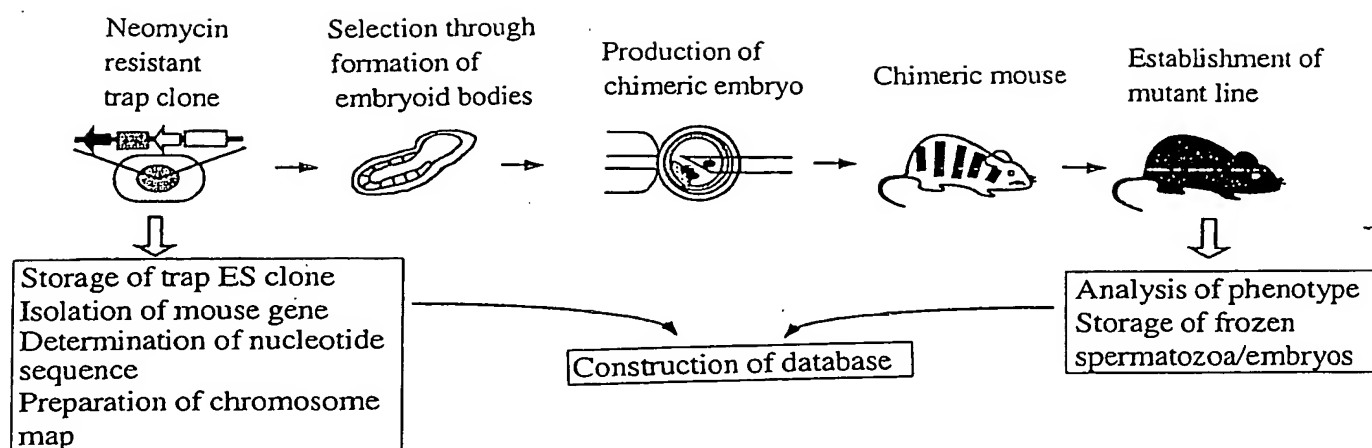 Neomycin
resistant
trap clone
Selection through
formation of
embryoid bodies
Production of
chimeric embryo
Chimeric mouse
Establishment of
mutant line
Storage of trap ES clone
Isolation of mouse gene
Determination of nucleotide
sequence
Preparation of chromosome
map
Construction of database
Analysis of phenotype
Storage of frozen
spermatozoa/embryos